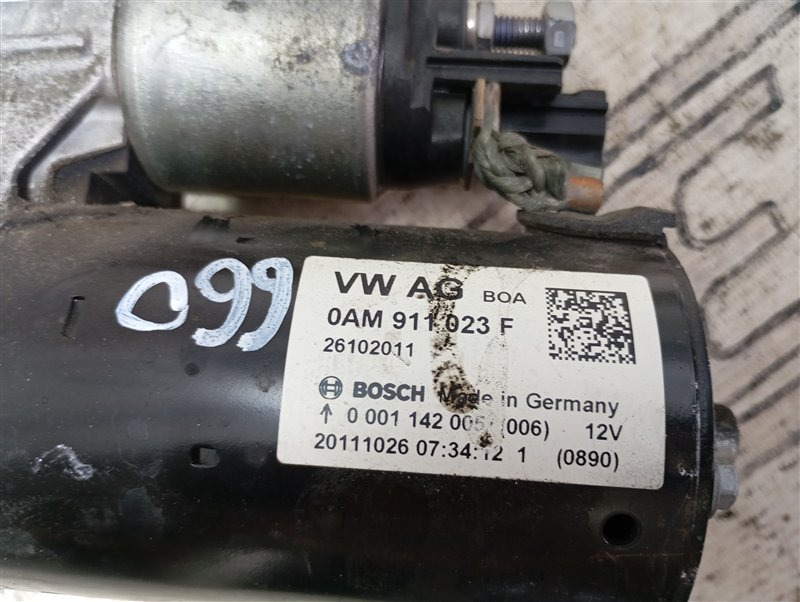 099
VW AG BOA
0AM 911 023 F
26102011
BOSCH Made in Germany
↑ 0 001 142 005 (006) 12V
20111026 07:34:12 1 (0890)